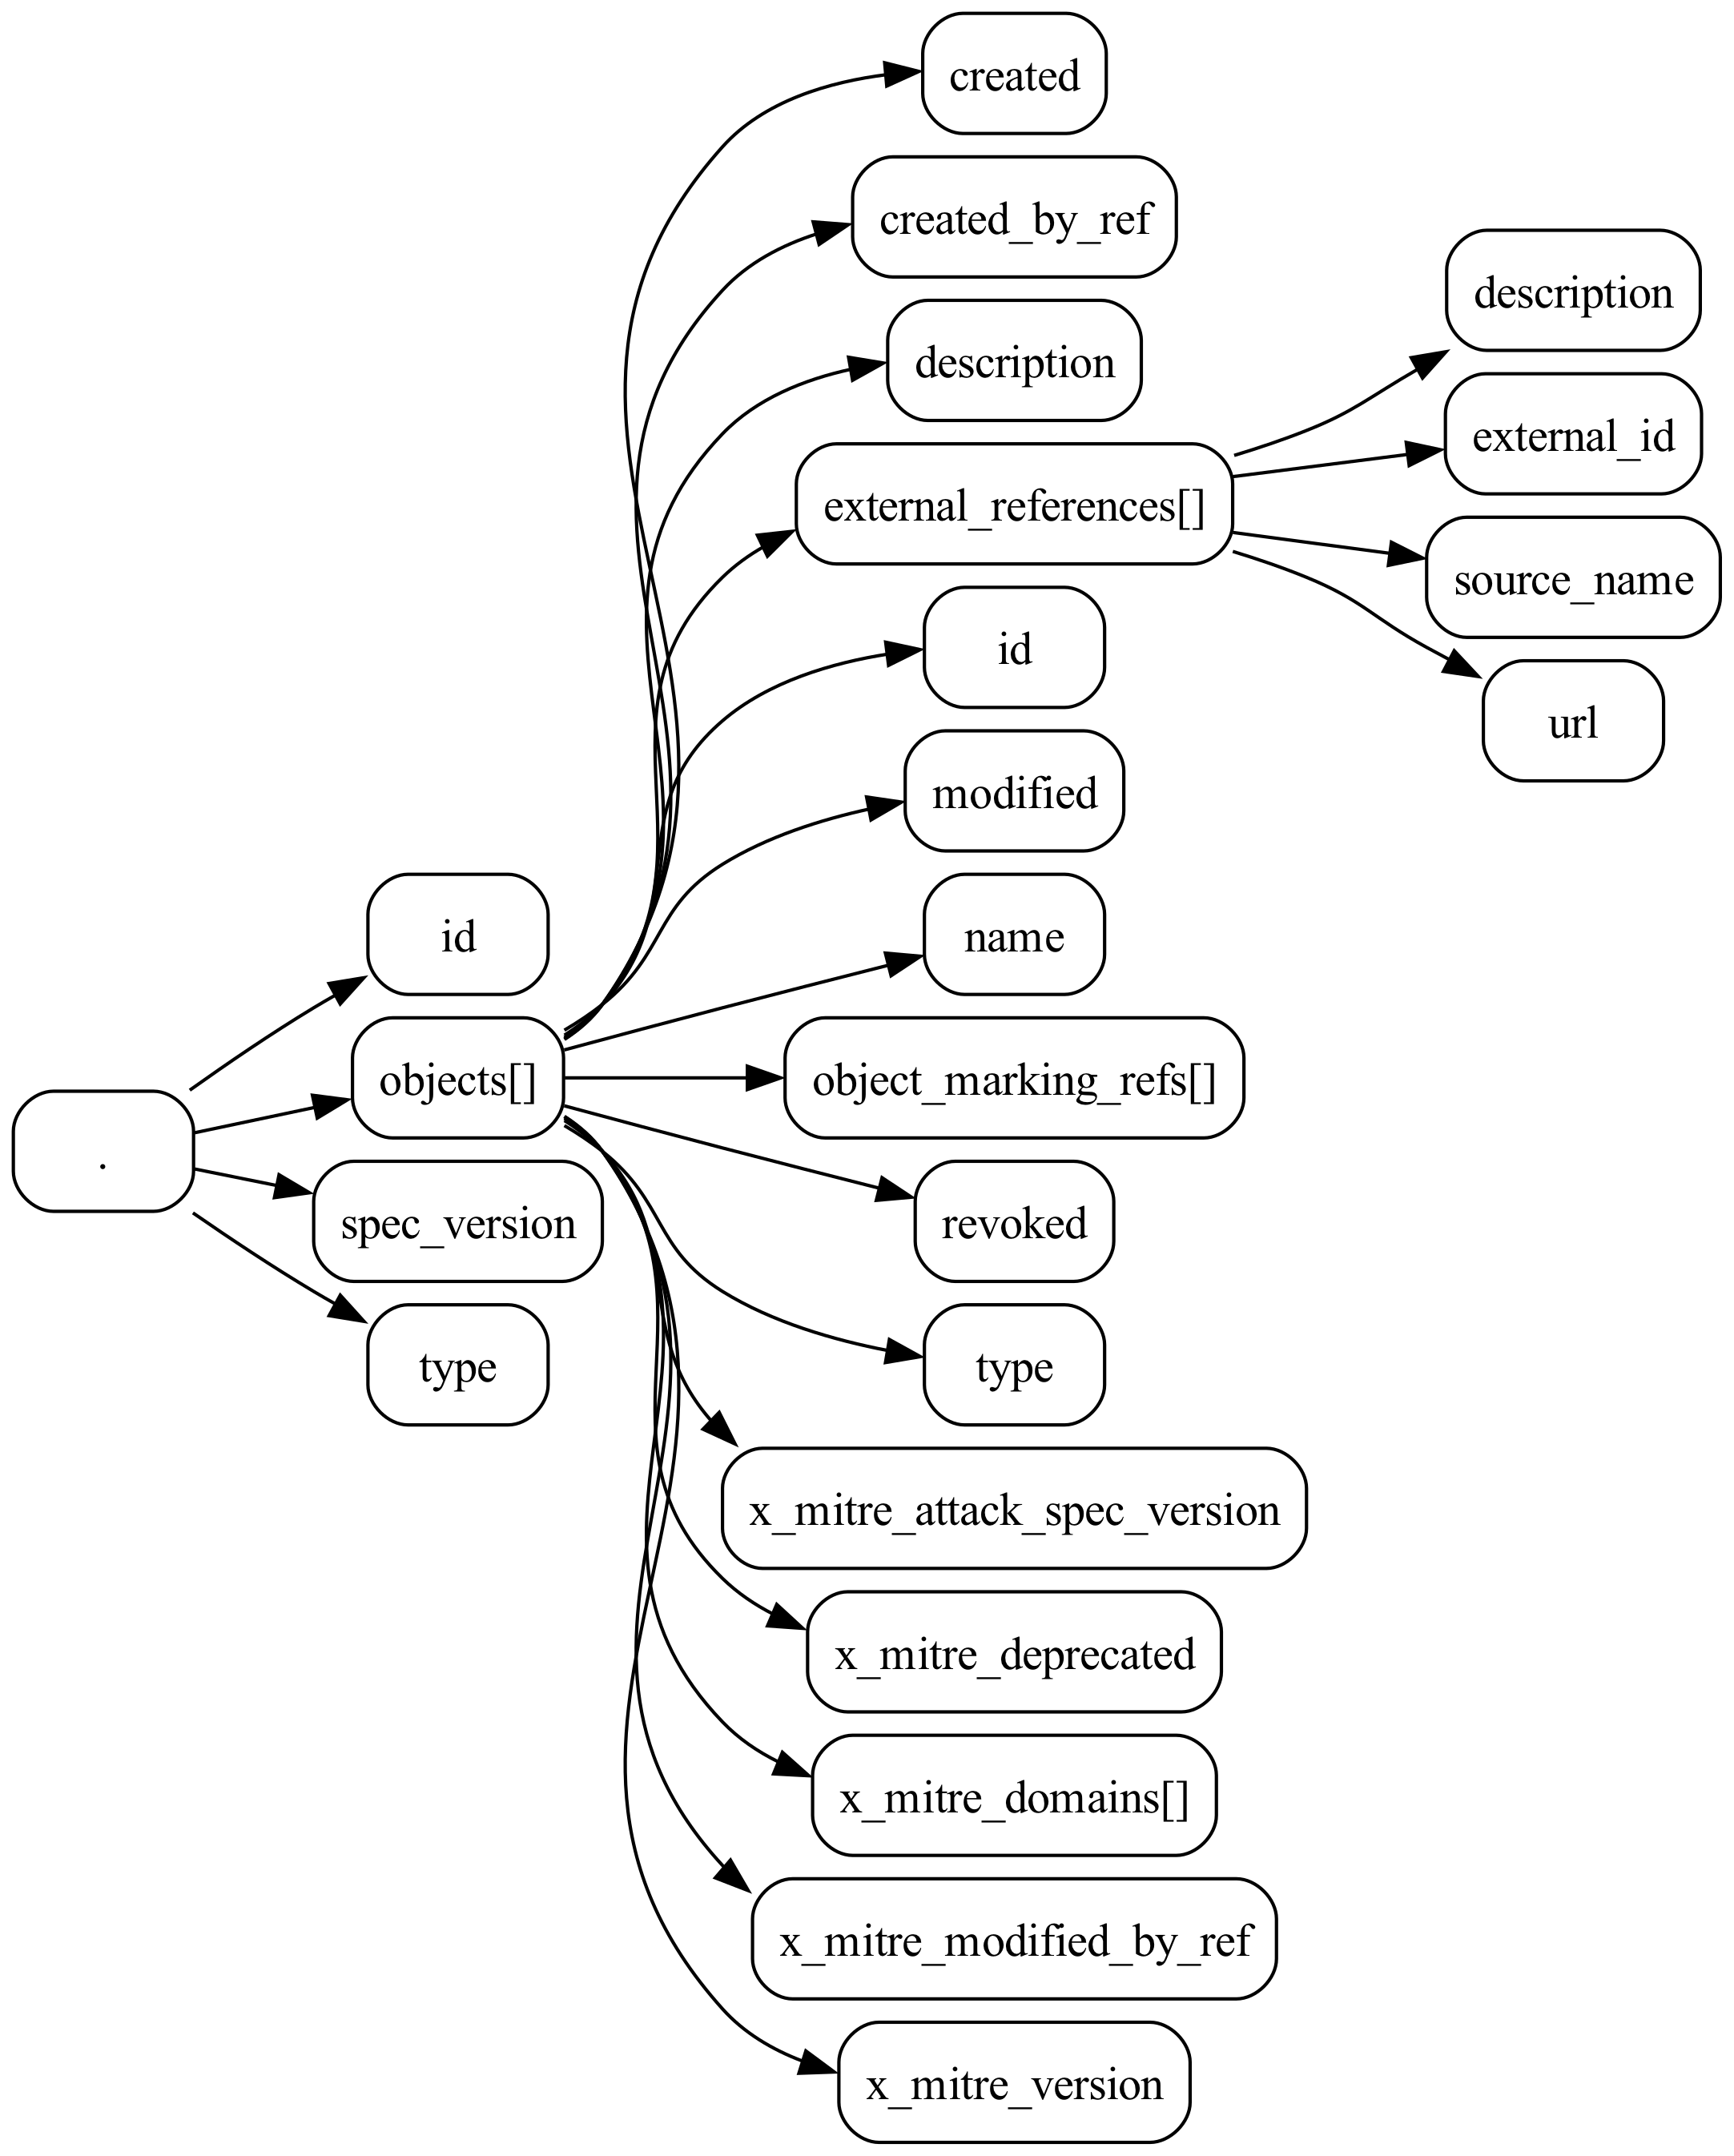 .
id
objects[]
spec_version
type
created
created_by_ref
description
external_references[]
id
modified
name
object_marking_refs[]
revoked
type
x_mitre_attack_spec_version
x_mitre_deprecated
x_mitre_domains[]
x_mitre_modified_by_ref
x_mitre_version
description
external_id
source_name
url